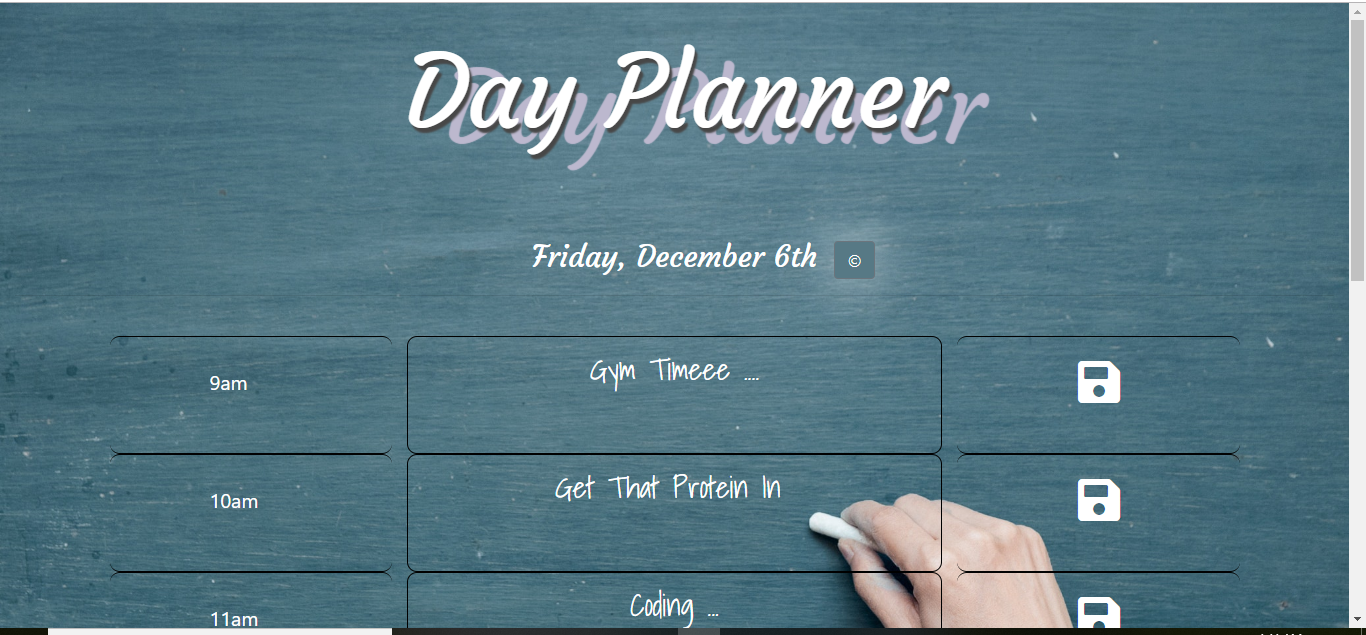 Day Planner
Friday, December 6th ©
9am
Gym Timeee ....
10am
Get That Protein In
11am
Coding ...